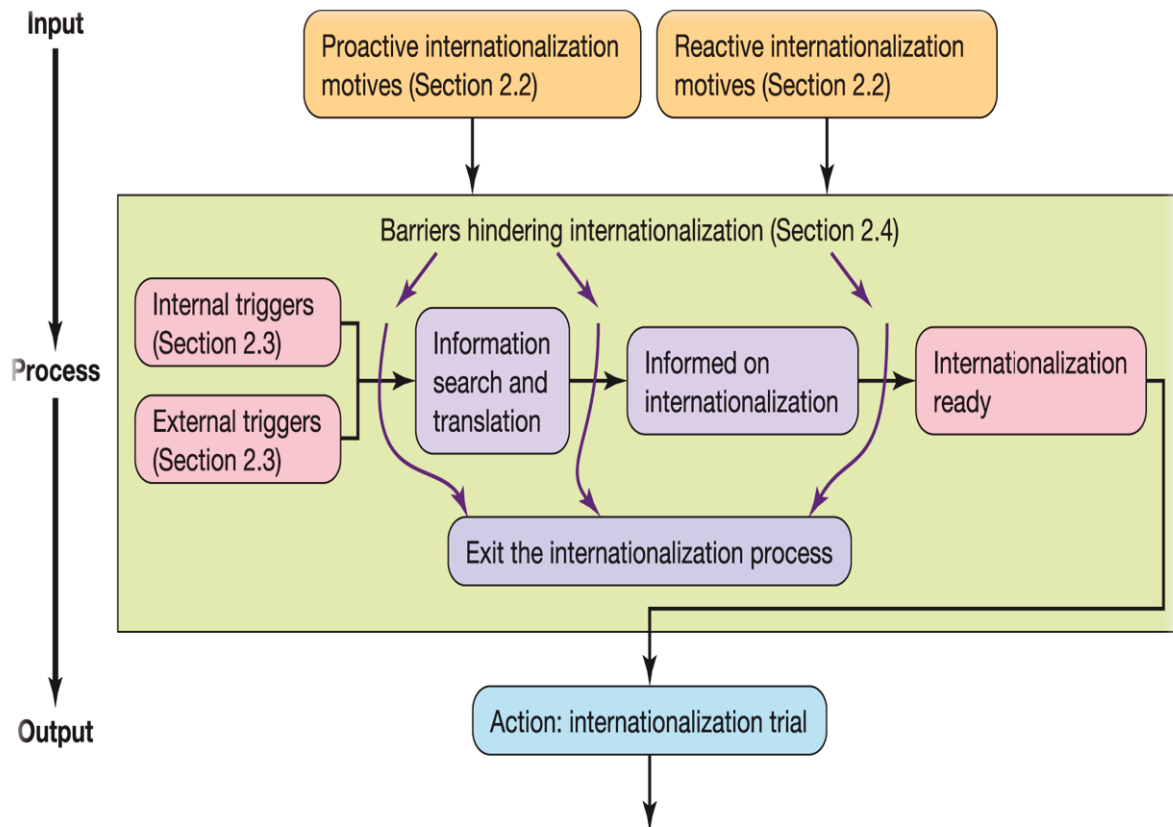 Input
Proactive internationalization
motives (Section 2.2)
Reactive internationalization
motives (Section 2.2)
Barriers hindering internationalization (Section 2.4)
Internal triggers
(Section 2.3)
External triggers
(Section 2.3)
Process
Information
search and
translation
Informed on
internationalization
Internationalization
ready
Exit the internationalization process
Output
Action: internationalization trial